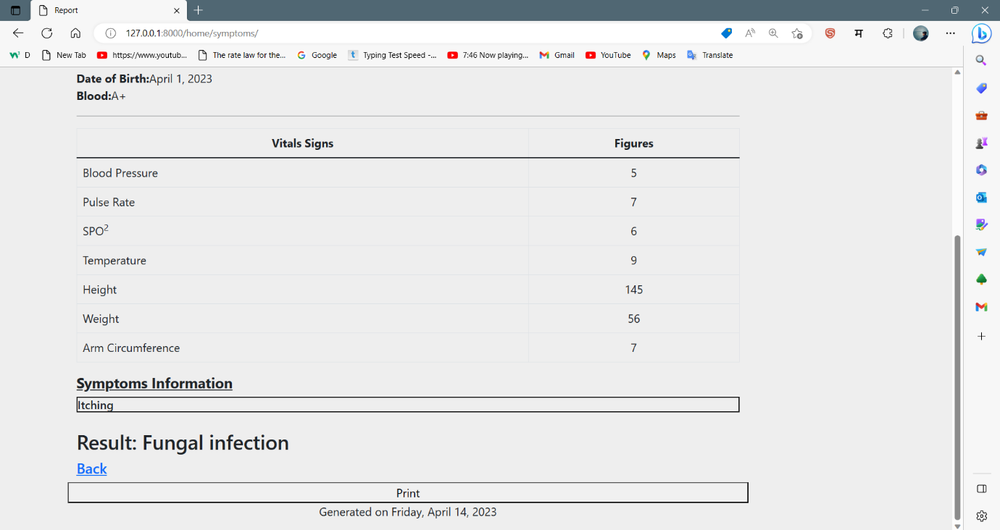 Report
127.0.0.1:8000/home/symptoms/
A
म
D
New Tab
https://www.youtub...
The rate law for the...
Google
Typing Test Speed -...
7:46 Now playing...
Gmail
YouTube
Maps
Translate
Date of Birth:April 1, 2023
Blood:A+
Vitals Signs Figures
Blood Pressure 5
Pulse Rate 7
SPO² 6
Temperature 9
Height 145
Weight 56
Arm Circumference 7
Symptoms Information
Itching
Result: Fungal infection
Back
Print
Generated on Friday, April 14, 2023